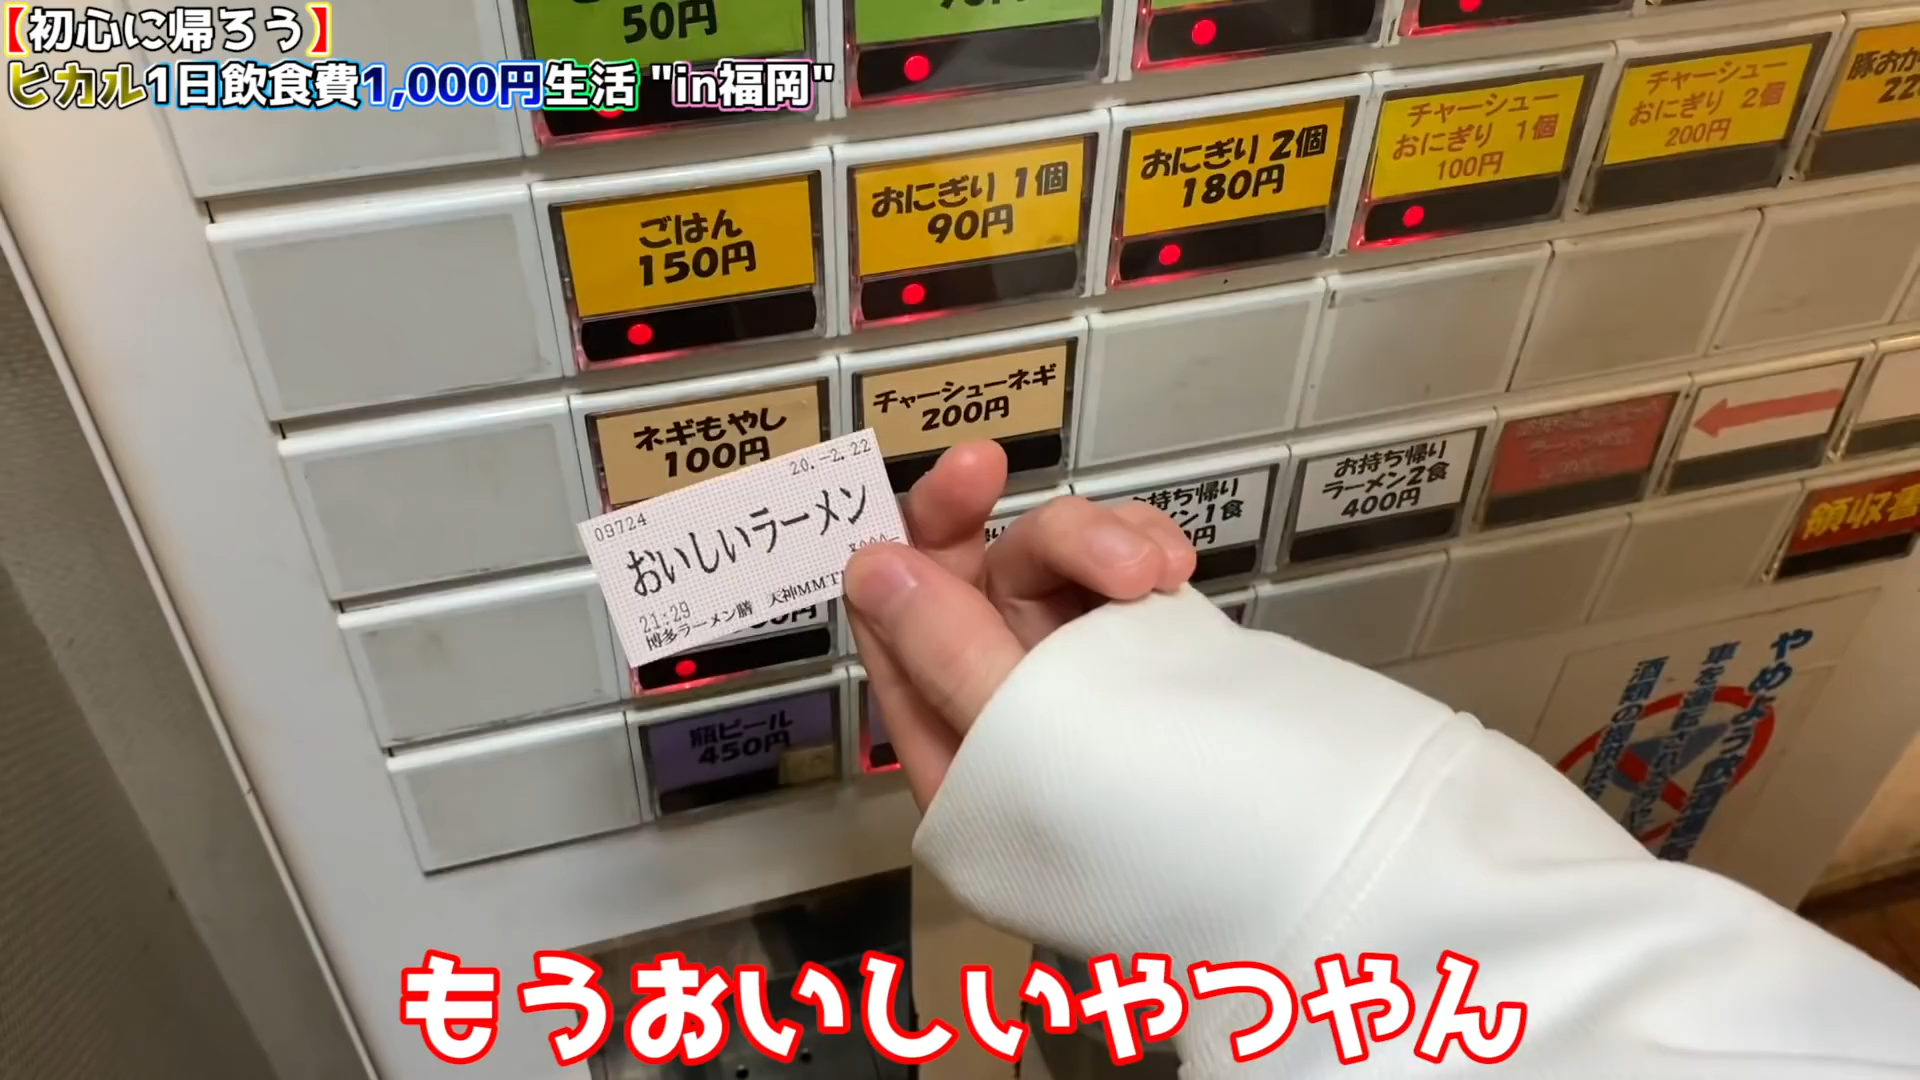 【初心に帰ろう】
ヒカル1日飲食費1,000円生活 "in福岡"
50円
ごはん
150円
おにぎり 1個
90円
おにぎり 2個
180円
チャーシュー
おにぎり 1個
100円
チャーシュー
おにぎり 2個
200円
ネギもやし
100円
チャーシューネギ
200円
お持ち帰り
ラーメン2食
400円
領収書
20.-2.22
09724
おいしいラーメン
21:29
博多ラーメン膳 天神MMT
瓶ビール
450円
やめよう飲酒運転
もうおいしいやつやん